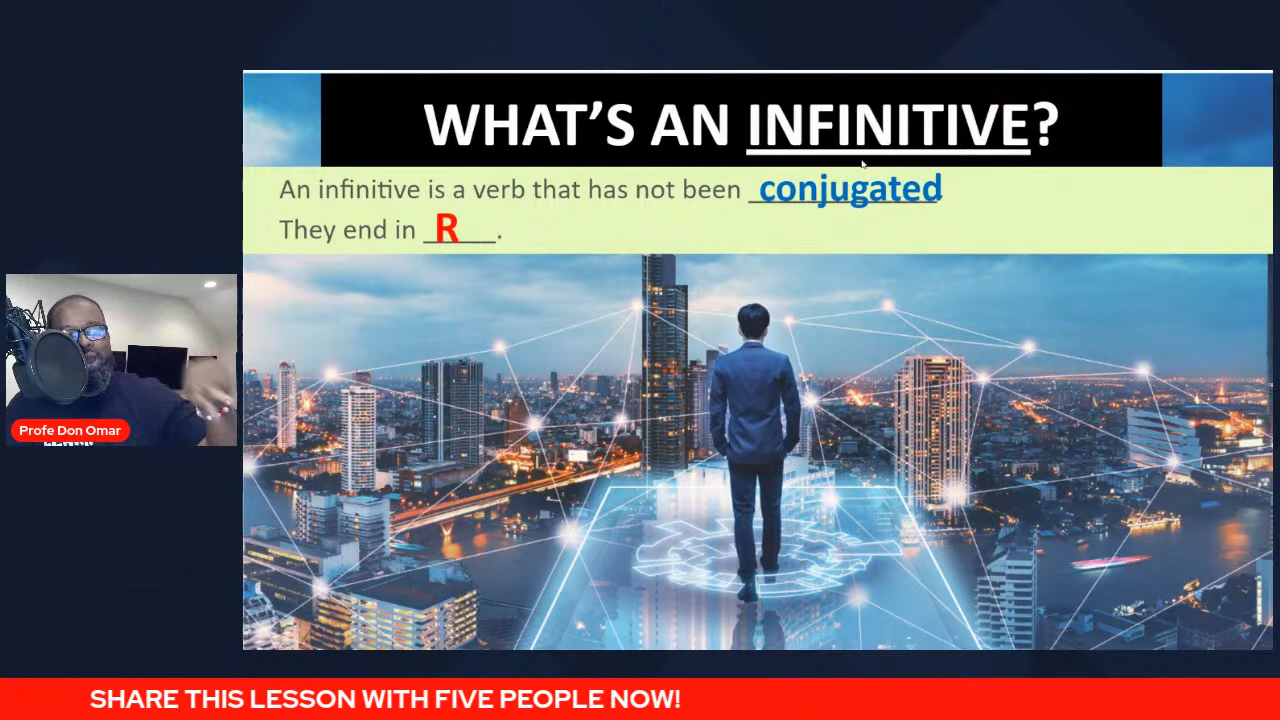 WHAT'S AN INFINITIVE?
An infinitive is a verb that has not been conjugated.
They end in R.
Profe Don Omar
SHARE THIS LESSON WITH FIVE PEOPLE NOW!